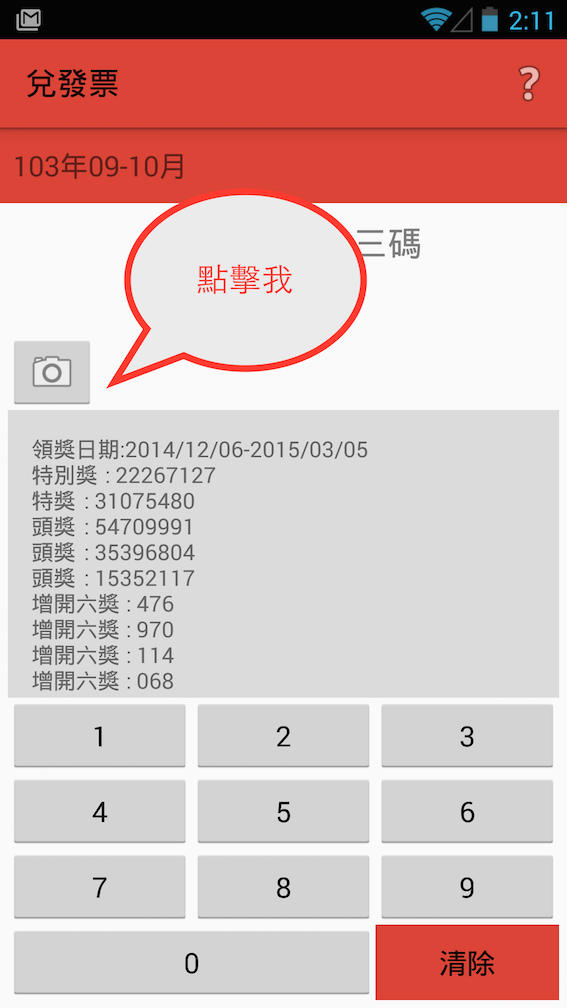 2:11
兌發票
?
103年09-10月
三碼
點擊我
領獎日期:2014/12/06-2015/03/05
特別獎 : 22267127
特獎 : 31075480
頭獎 : 54709991
頭獎 : 35396804
頭獎 : 15352117
增開六獎 : 476
增開六獎 : 970
增開六獎 : 114
增開六獎 : 068
1 2 3
4 5 6
7 8 9
0 清除